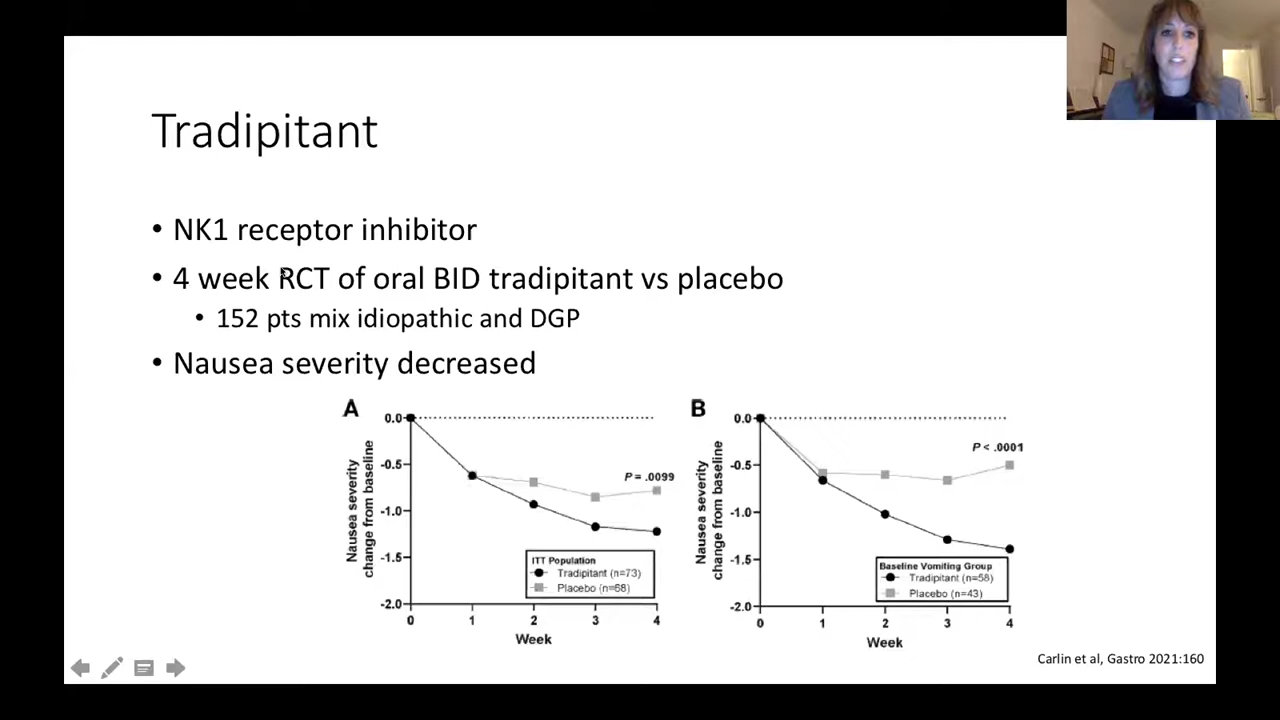 Tradipitant
• NK1 receptor inhibitor
• 4 week RCT of oral BID tradipitant vs placebo
• 152 pts mix idiopathic and DGP
• Nausea severity decreased
A
Nausea severity
change from baseline
0.0
-0.5
-1.0
-1.5
-2.0
P = .0099
ITT Population
Tradipitant (n=73)
Placebo (n=68)
0 1 2 3 4
Week
B
Nausea severity
change from baseline
0.0
-0.5
-1.0
-1.5
-2.0
P < .0001
Baseline Vomiting Group
Tradipitant (n=58)
Placebo (n=43)
0 1 2 3 4
Week
Carlin et al, Gastro 2021:160